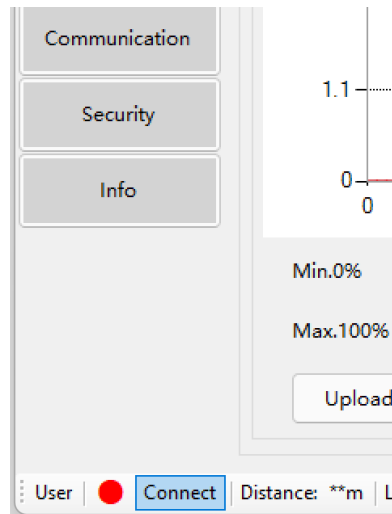 Communication
Security
Info
1.1
0
0
Min.0%
Max.100%
Upload
User
Connect
Distance: **m